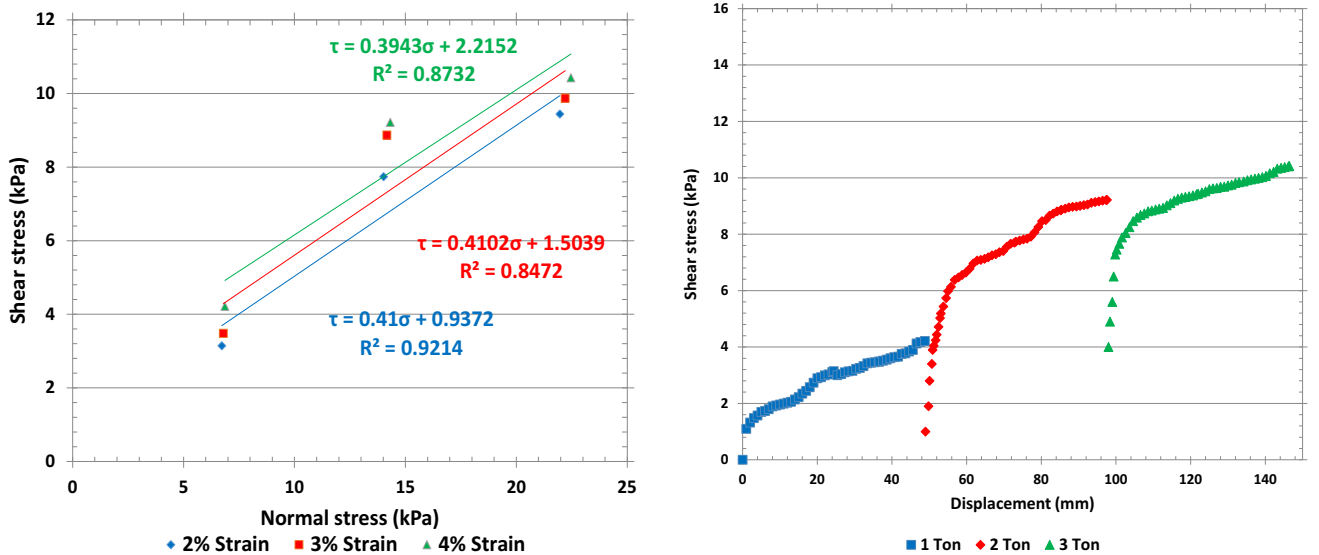 12
10
8
6
4
2
0
Shear stress (kPa)
τ = 0.3943σ + 2.2152
R² = 0.8732
τ = 0.4102σ + 1.5039
R² = 0.8472
τ = 0.41σ + 0.9372
R² = 0.9214
0 5 10 15 20 25
Normal stress (kPa)
2% Strain 3% Strain 4% Strain
16
14
12
10
8
6
4
2
0
Shear stress (kPa)
0 20 40 60 80 100 120 140
Displacement (mm)
1 Ton 2 Ton 3 Ton